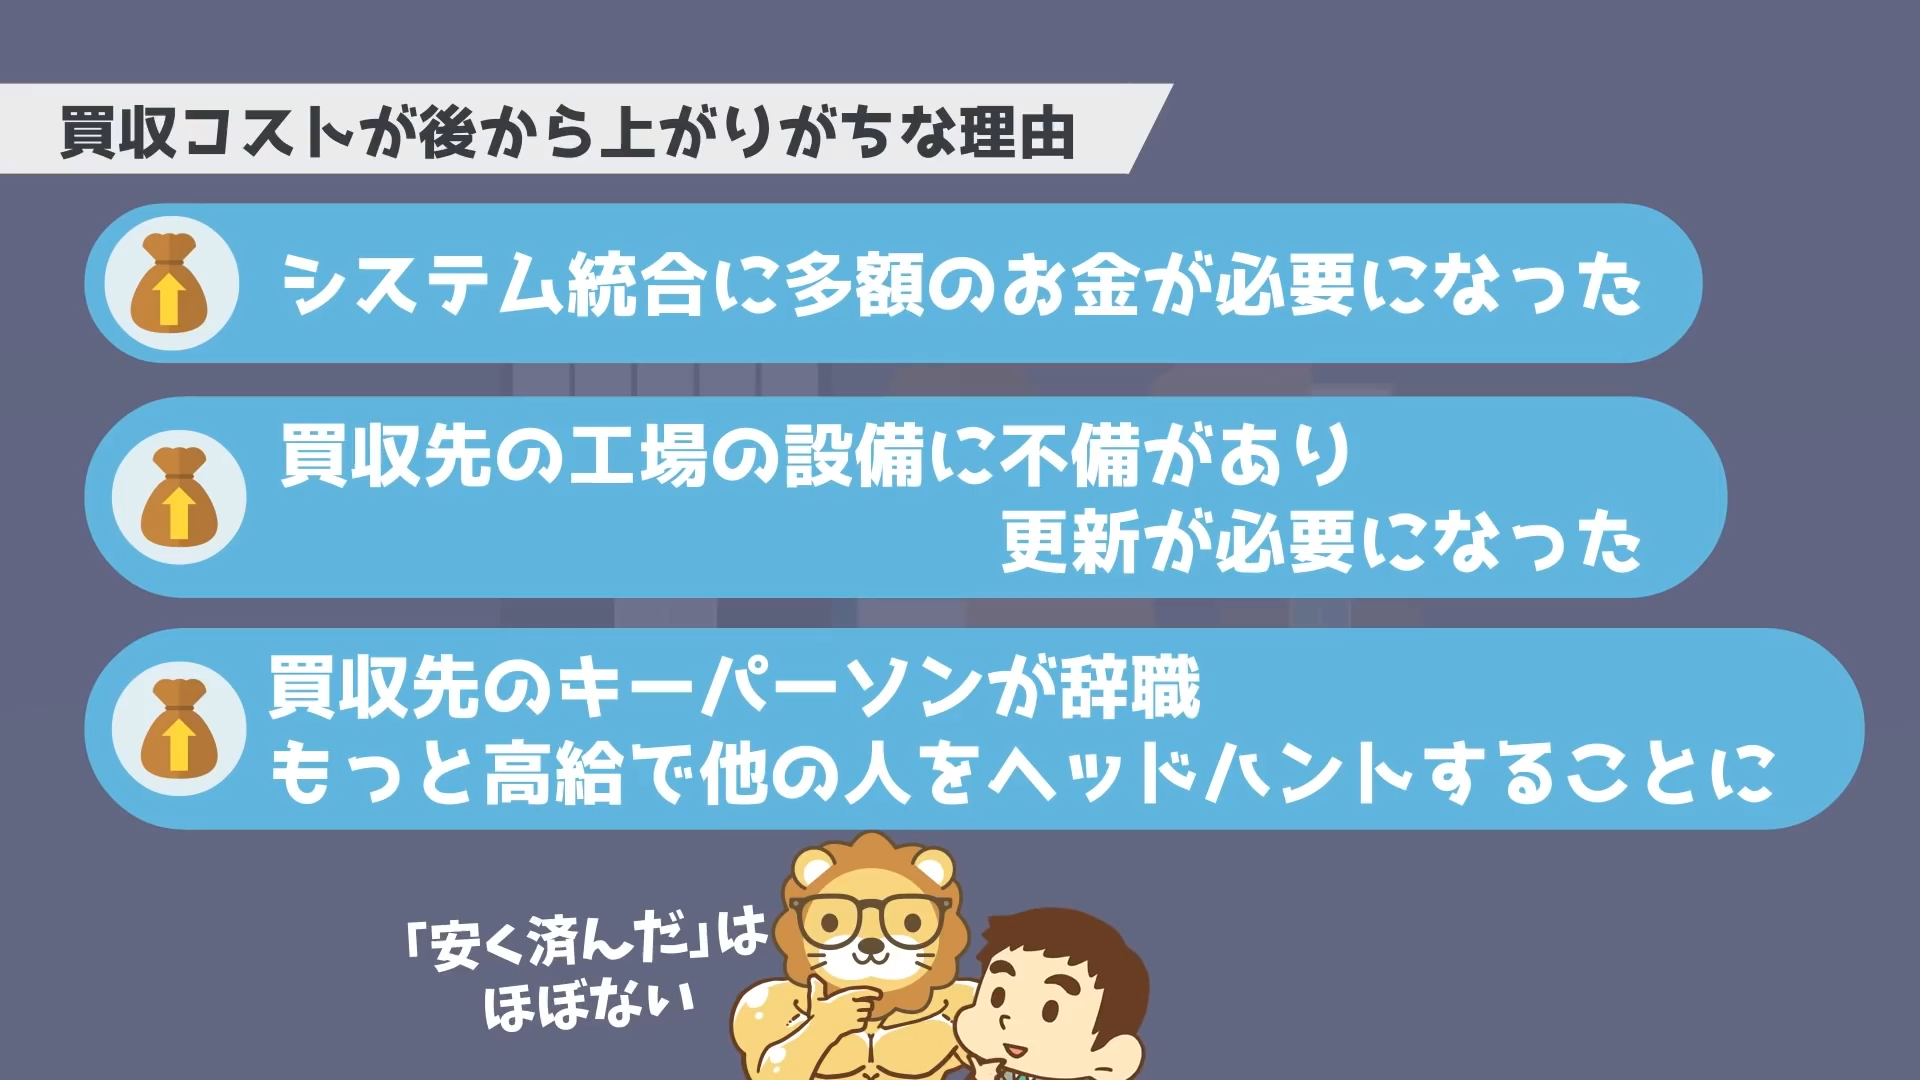 買収コストが後から上がりがちな理由
システム統合に多額のお金が必要になった
買収先の工場の設備に不備があり
更新が必要になった
買収先のキーパーソンが辞職
もっと高給で他の人をヘッドハントすることに
「安く済んだ」は
ほぼない